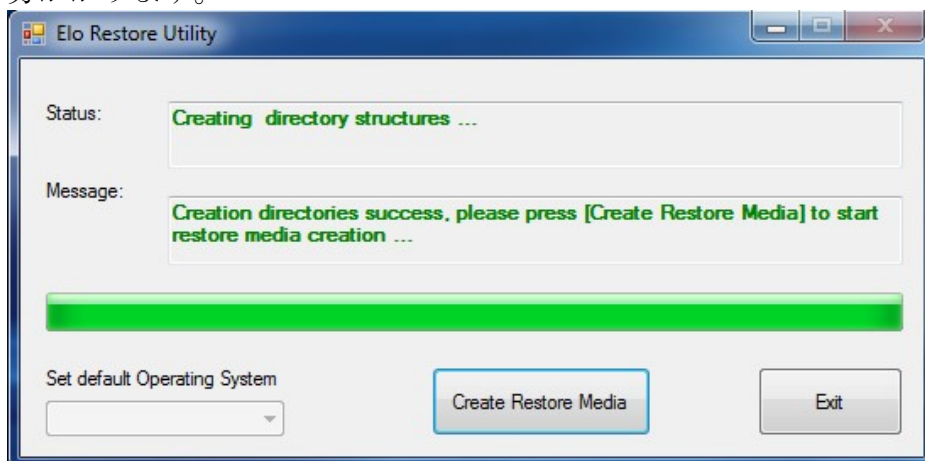 Elo Restore Utility
Status:
Creating directory structures ...
Message:
Creation directories success, please press [Create Restore Media] to start
restore media creation ...
Set default Operating System
Create Restore Media
Exit